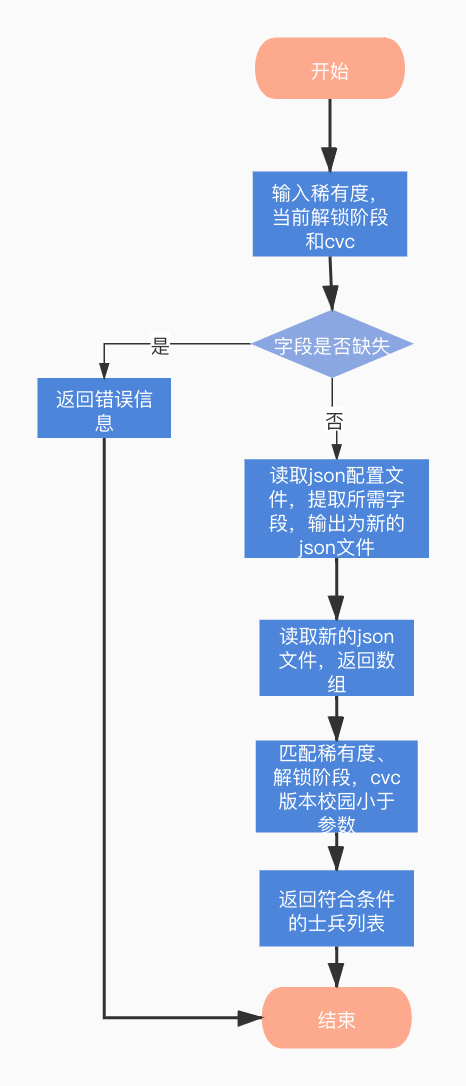 开始
输入稀有度，
当前解锁阶段
和cvc
字段是否缺失
是
返回错误信
息
否
读取json配置文
件，提取所需字
段，输出为新的
json文件
读取新的json
文件，返回数
组
匹配稀有度、
解锁阶段，cvc
版本校园小于
参数
返回符合条件
的士兵列表
结束